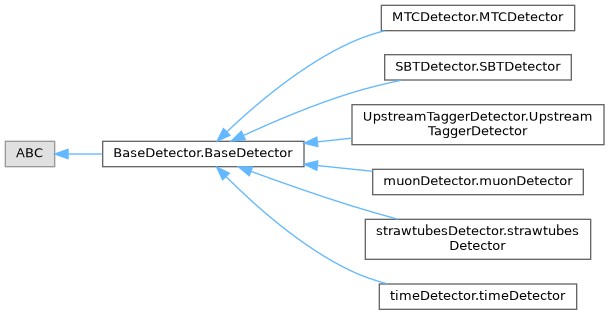 ABC
BaseDetector.BaseDetector
MTCDetector.MTCDetector
SBTDetector.SBTDetector
UpstreamTaggerDetector.Upstream
TaggerDetector
muonDetector.muonDetector
strawtubesDetector.strawtubes
Detector
timeDetector.timeDetector